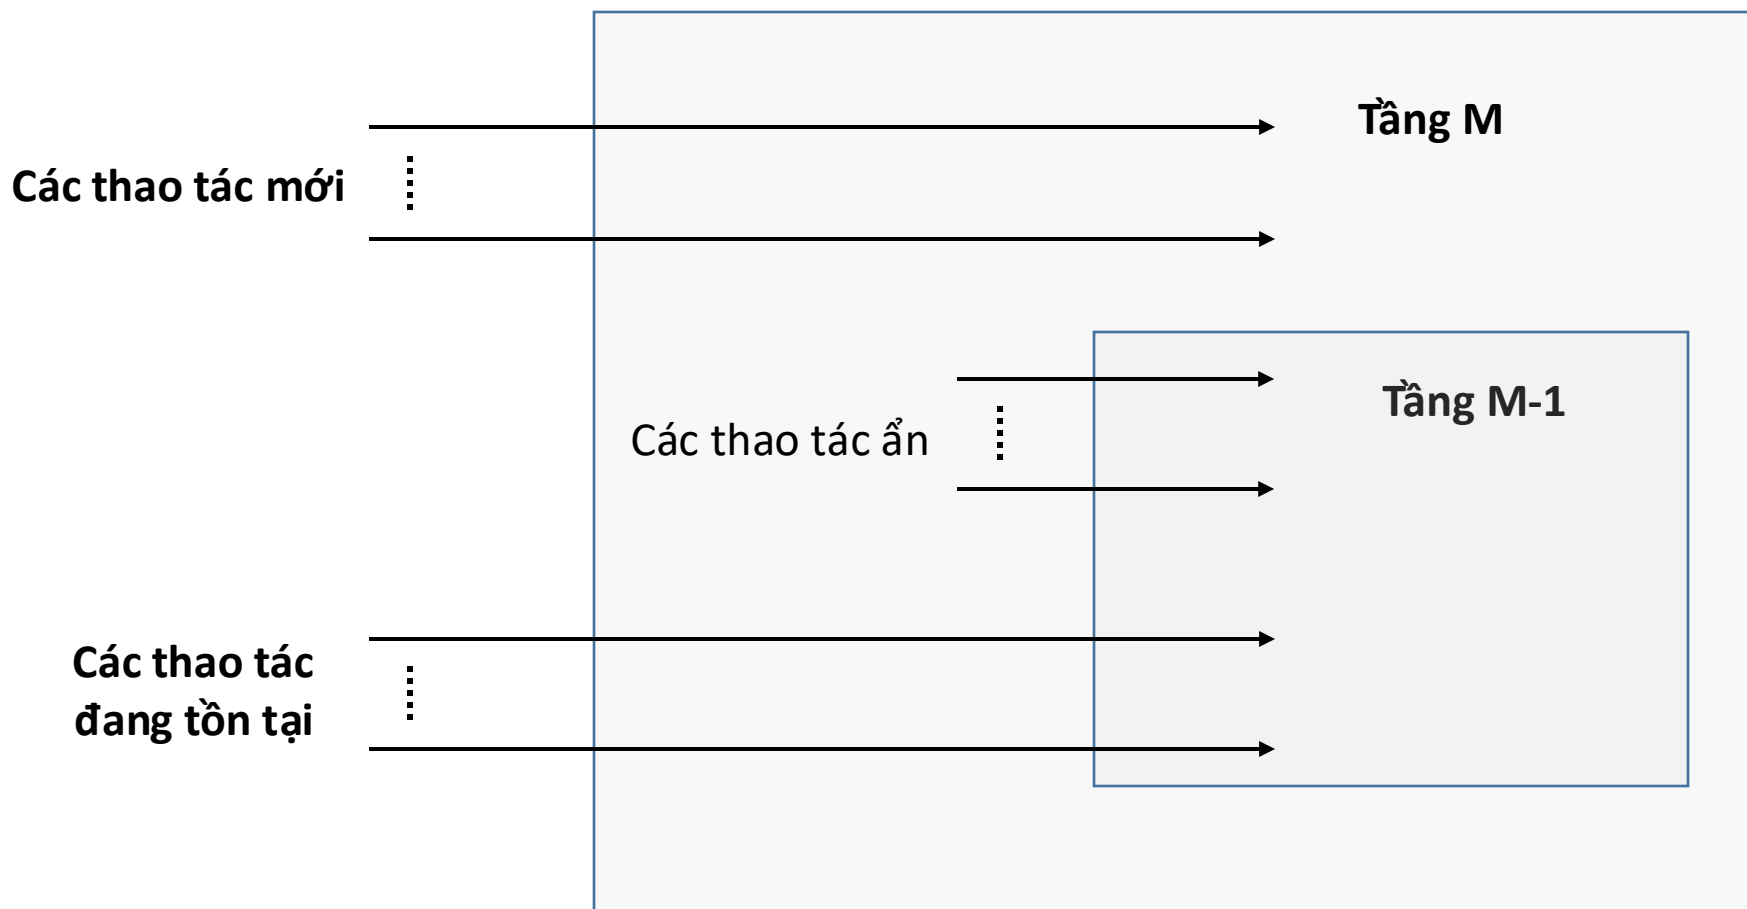 Tầng M
Các thao tác mới
Tầng M-1
Các thao tác ẩn
Các thao tác
đang tồn tại